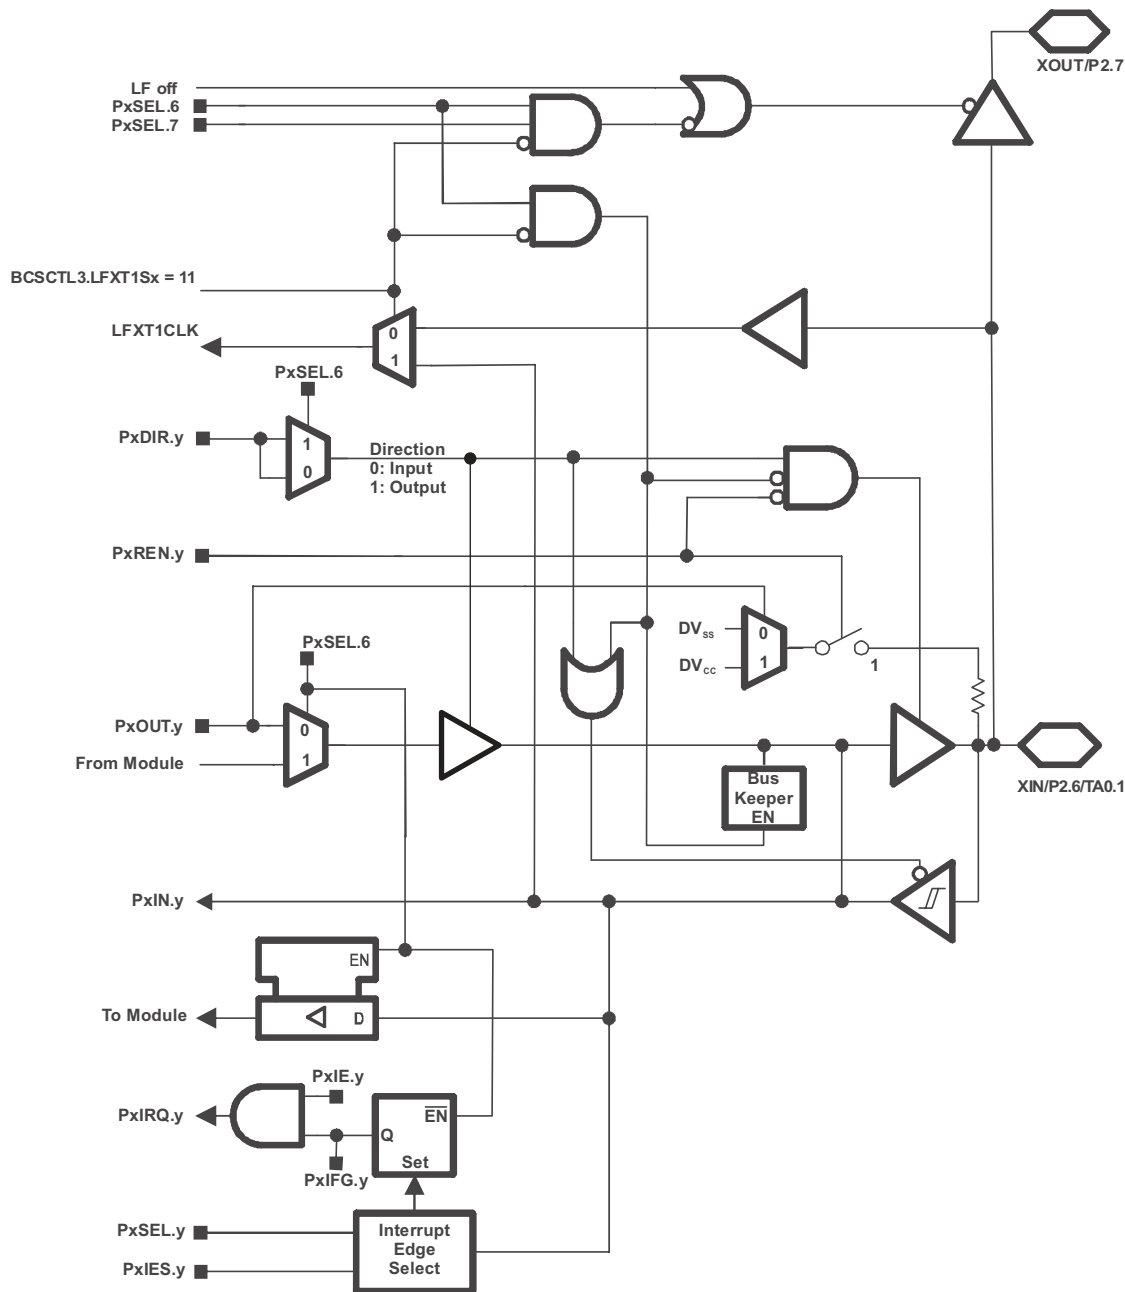 XOUT/P2.7
LF off
PxSEL.6
PxSEL.7
BCSCTL3.LFXT1Sx = 11
LFXT1CLK
0
1
PxSEL.6
PxDIR.y
1
0
Direction
0: Input
1: Output
PxREN.y
DVss
DVcc
0
1
1
PxSEL.6
PxOUT.y
0
1
From Module
Bus
Keeper
EN
XIN/P2.6/TA0.1
PxIN.y
EN
To Module
D
PxIE.y
PxIRQ.y
EN
Q
Set
PxIFG.y
PxSEL.y
PxIES.y
Interrupt
Edge
Select